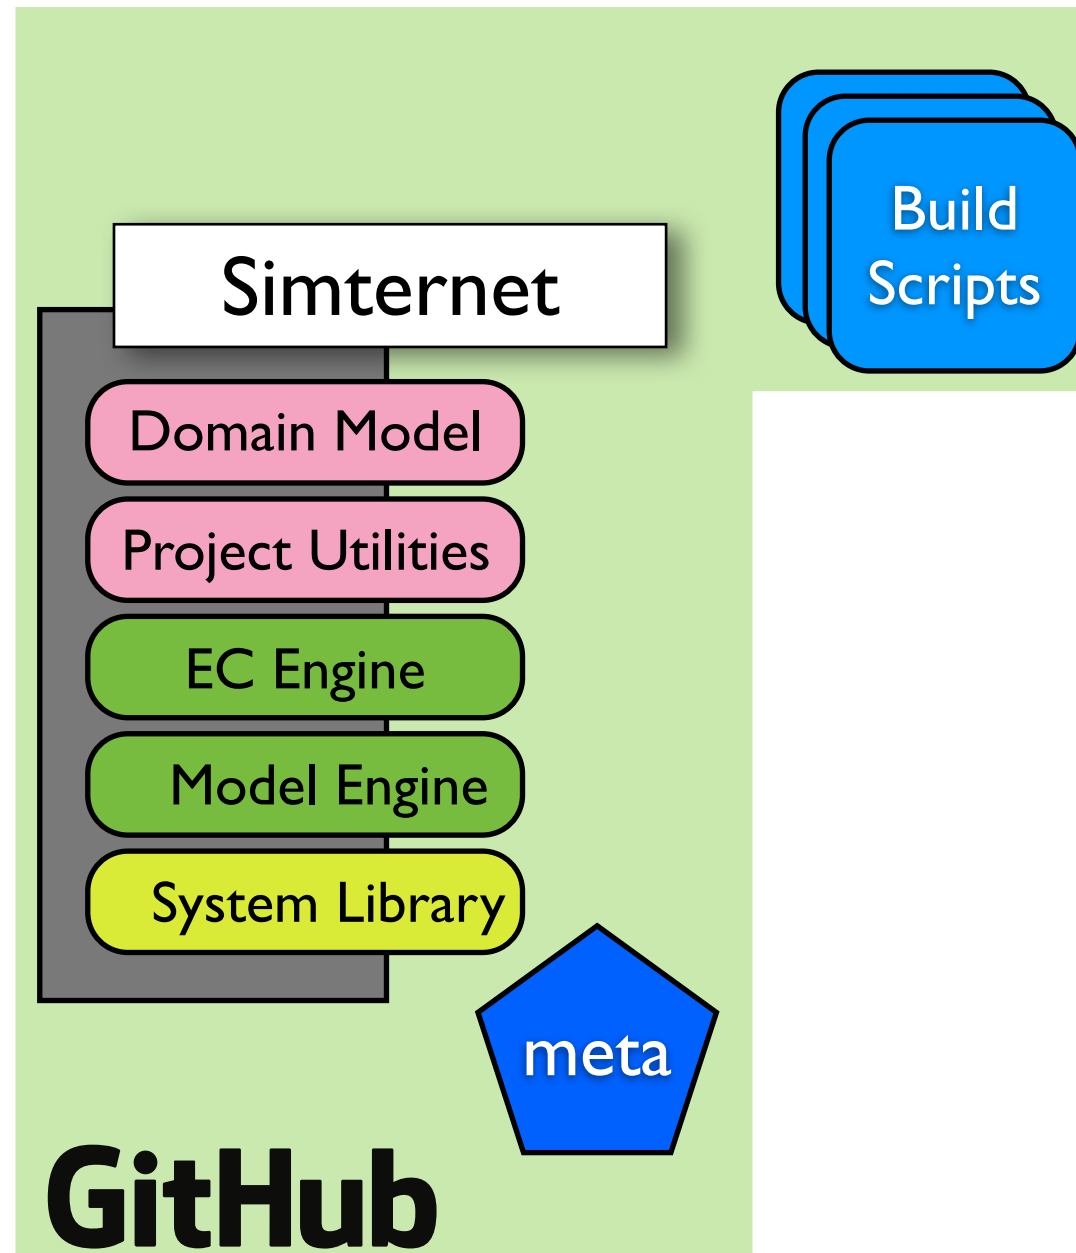 Build
Scripts
Simternet
Domain Model
Project Utilities
EC Engine
Model Engine
System Library
meta
GitHub